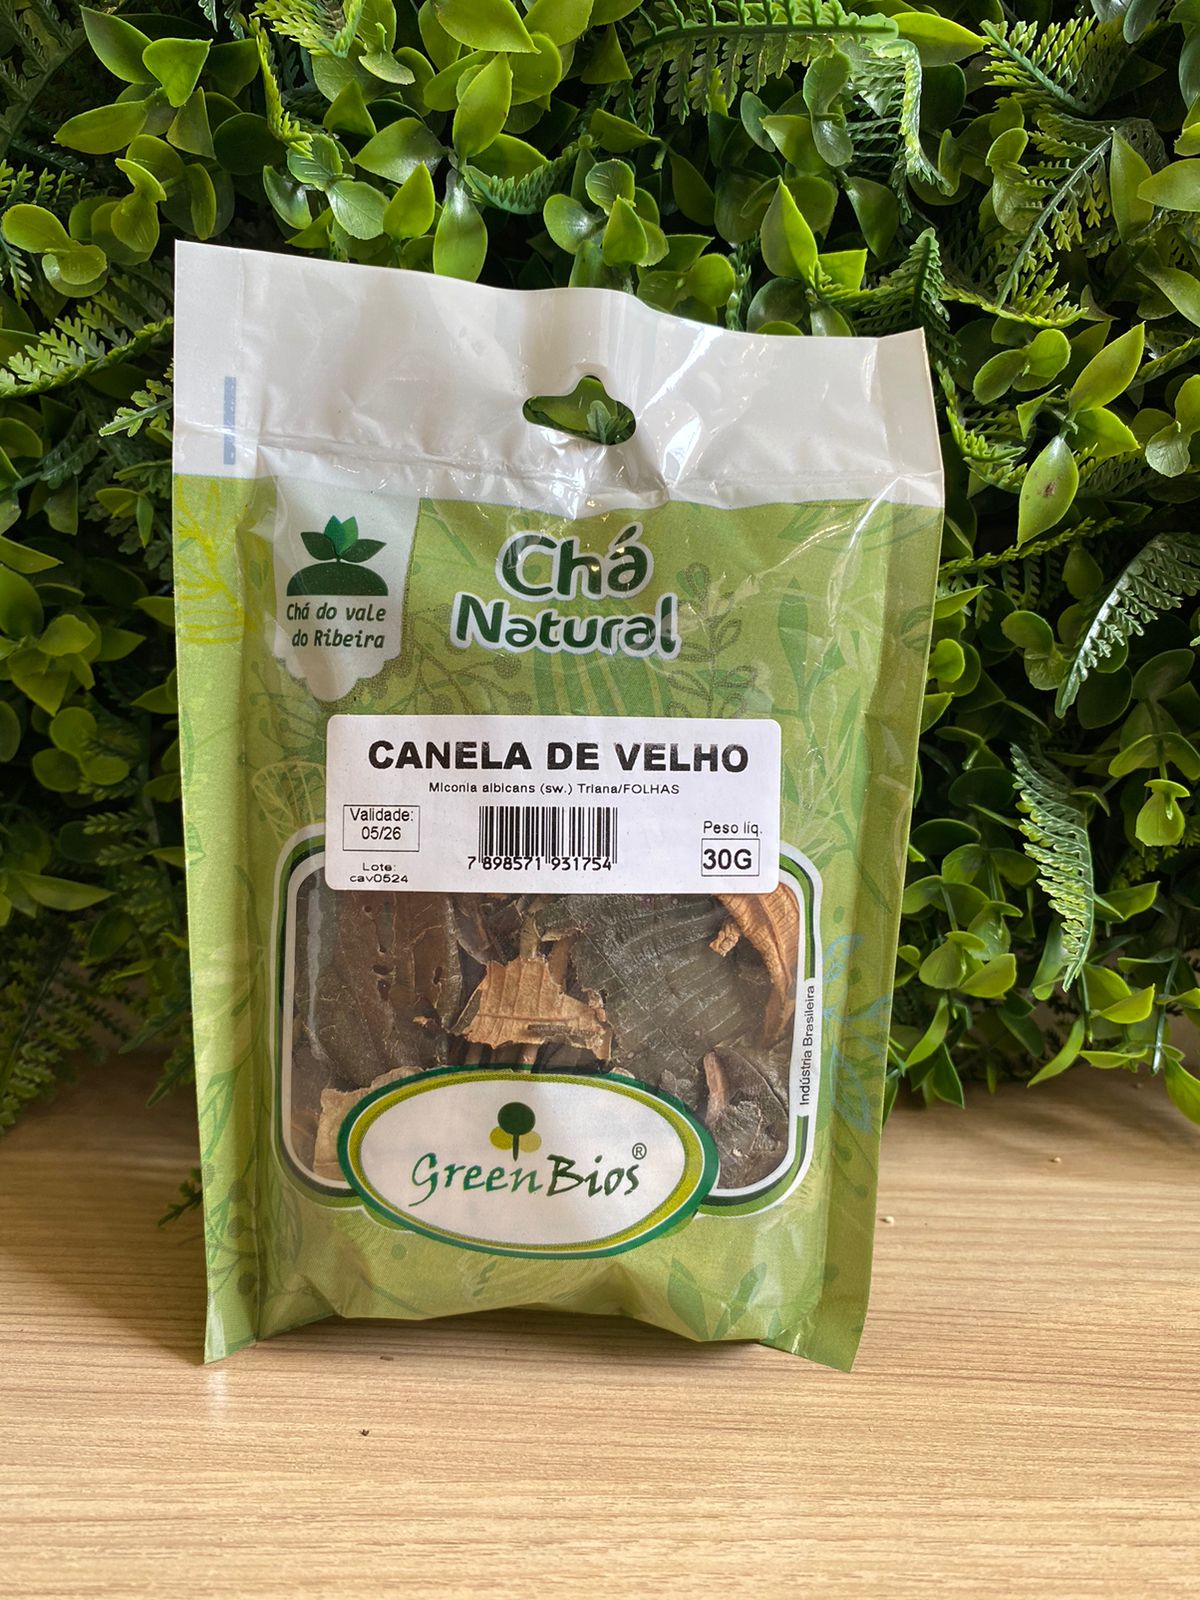 Chá
Natural
Chá do vale
do Ribeira
CANELA DE VELHO
Miconia albicans (sw.) Triana/FOLHAS
Validade:
05/26
Lote:
cav0524
7 898571 931754
Peso líq.
30G
Indústria Brasileira
GreenBios®